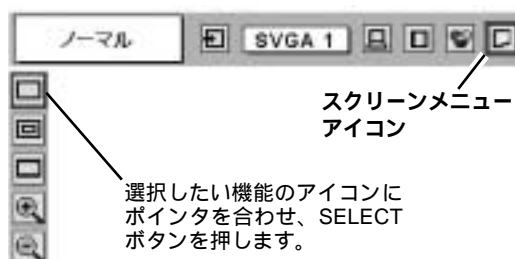 ノーマル
SVGA 1
スクリーンメニュー
アイコン
選択したい機能のアイコンに
ポインタを合わせ、SELECT
ボタンを押します。